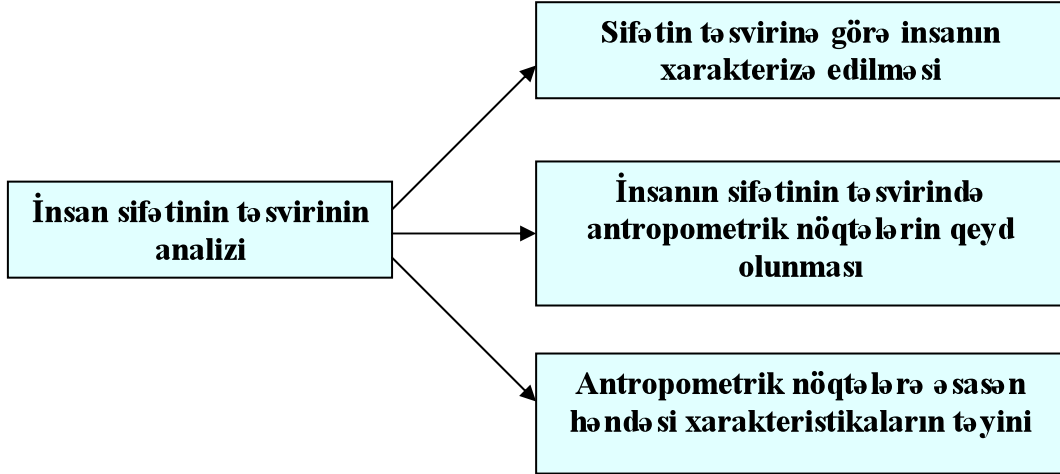 Sifətin təsvirinə görə insanın
xarakterizə edilməsi
İnsan sifətinin təsvirinin
analizi
İnsanın sifətinin təsvirində
antropometrik nöqtələrin qeyd
olunması
Antropometrik nöqtələrə əsasən
həndəsi xarakteristikaların təyini